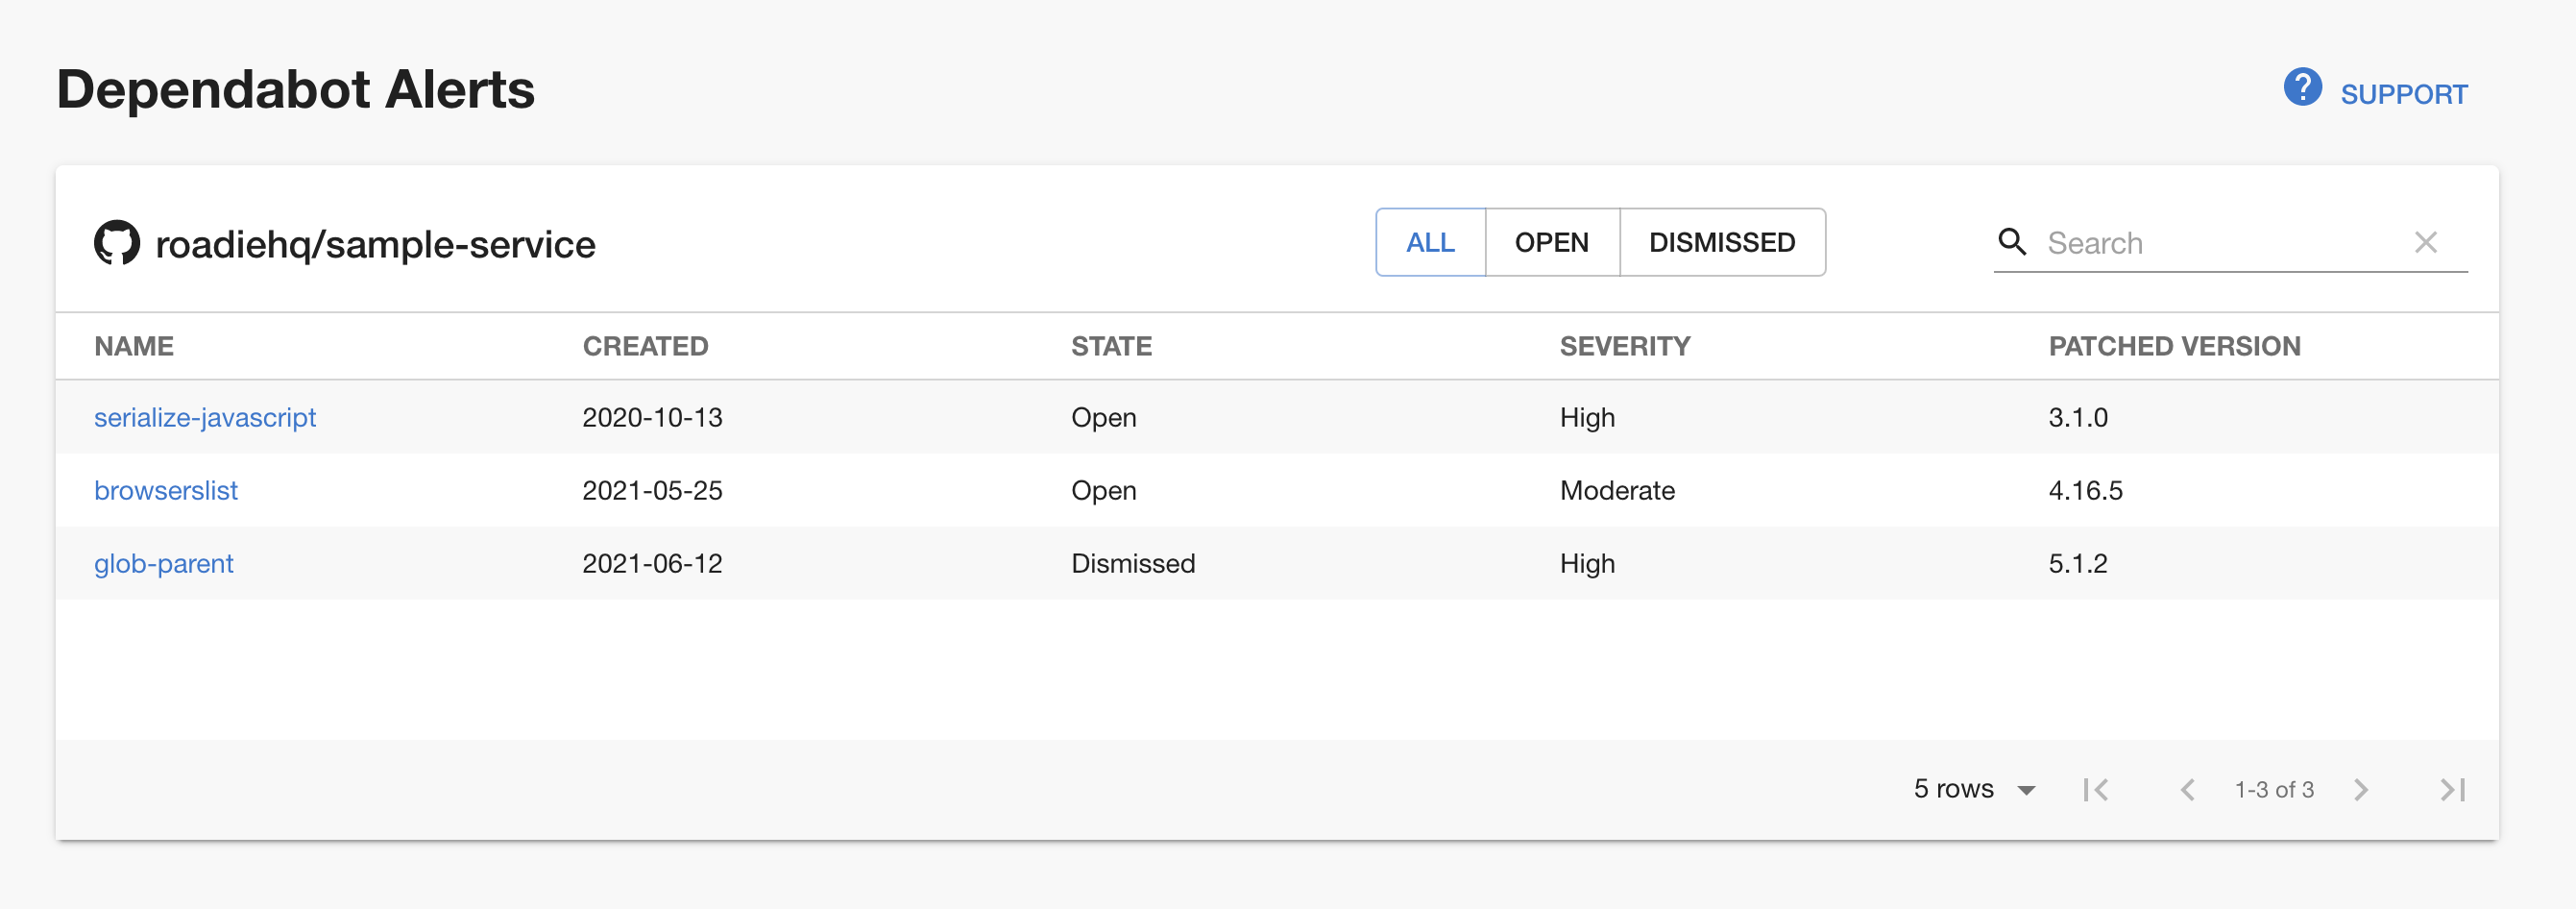 Dependabot Alerts
SUPPORT
roadiehq/sample-service
ALL OPEN DISMISSED
Search
NAME CREATED STATE SEVERITY PATCHED VERSION
serialize-javascript 2020-10-13 Open High 3.1.0
browserslist 2021-05-25 Open Moderate 4.16.5
glob-parent 2021-06-12 Dismissed High 5.1.2
5 rows 1-3 of 3